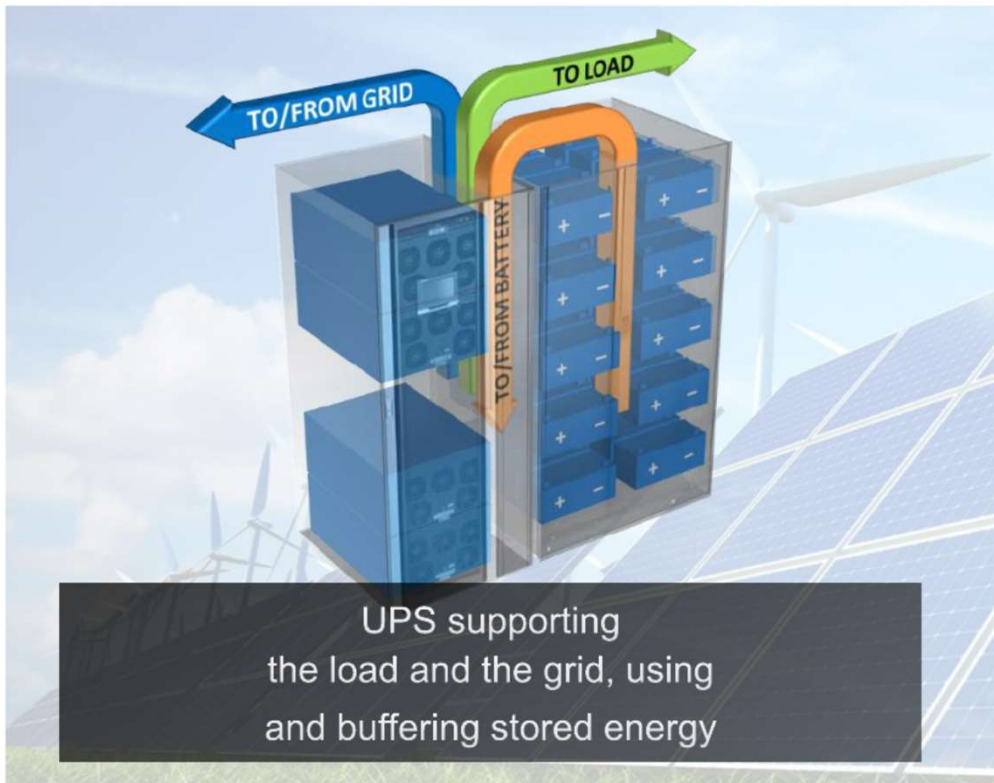 TO/FROM GRID
TO LOAD
TO/FROM BATTERY
+ −
+ −
+ −
+ −
+ −
+ −
+ −
+ −
+ −
+ −
UPS supporting
the load and the grid, using
and buffering stored energy